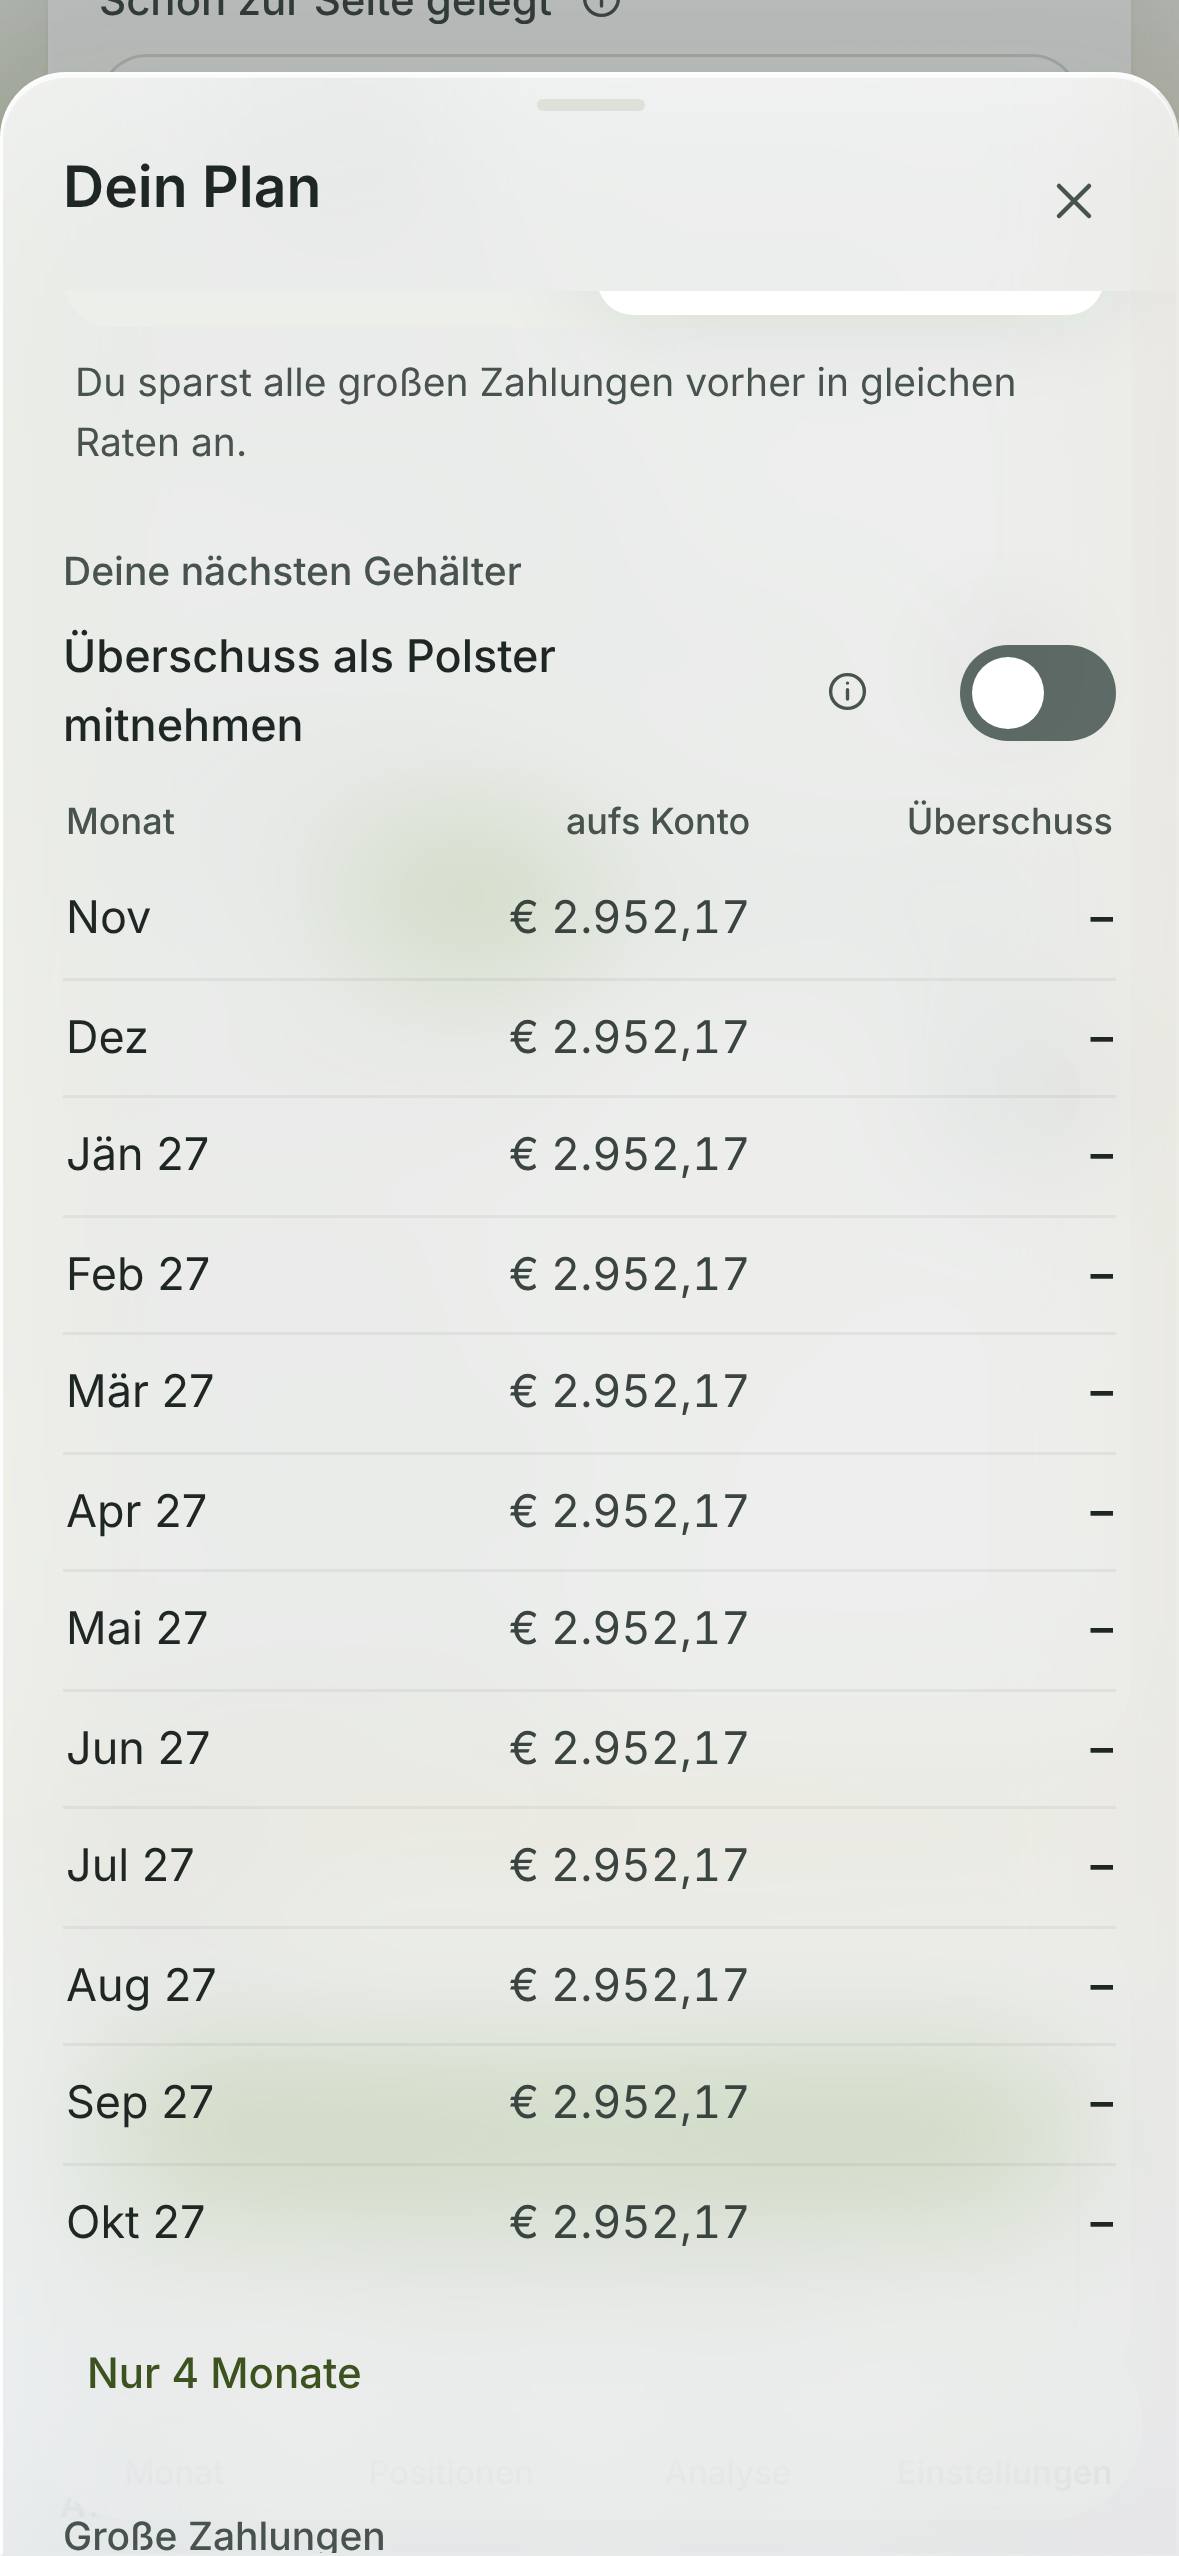 Schon zur Seite gelegt
Dein Plan
Du sparst alle großen Zahlungen vorher in gleichen
Raten an.
Deine nächsten Gehälter
Überschuss als Polster
mitnehmen
Monat aufs Konto Überschuss
Nov € 2.952,17 –
Dez € 2.952,17 –
Jän 27 € 2.952,17 –
Feb 27 € 2.952,17 –
Mär 27 € 2.952,17 –
Apr 27 € 2.952,17 –
Mai 27 € 2.952,17 –
Jun 27 € 2.952,17 –
Jul 27 € 2.952,17 –
Aug 27 € 2.952,17 –
Sep 27 € 2.952,17 –
Okt 27 € 2.952,17 –
Nur 4 Monate
Monat Positionen Analyse Einstellungen
Große Zahlungen